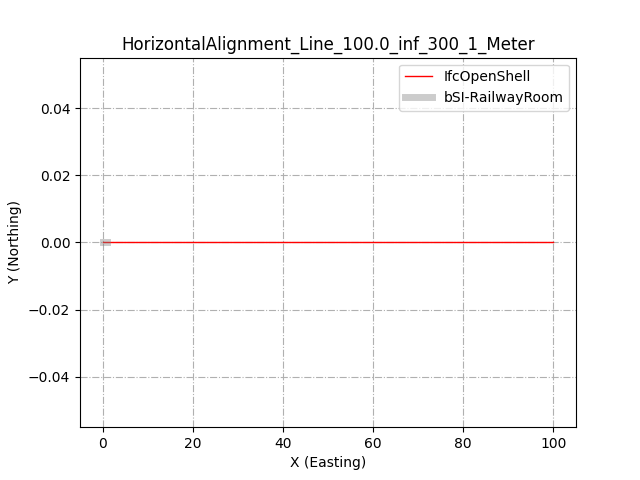 HorizontalAlignment_Line_100.0_inf_300_1_Meter
IfcOpenShell
bSI-RailwayRoom
0.04
0.02
0.00
−0.02
−0.04
Y (Northing)
0 20 40 60 80 100
X (Easting)